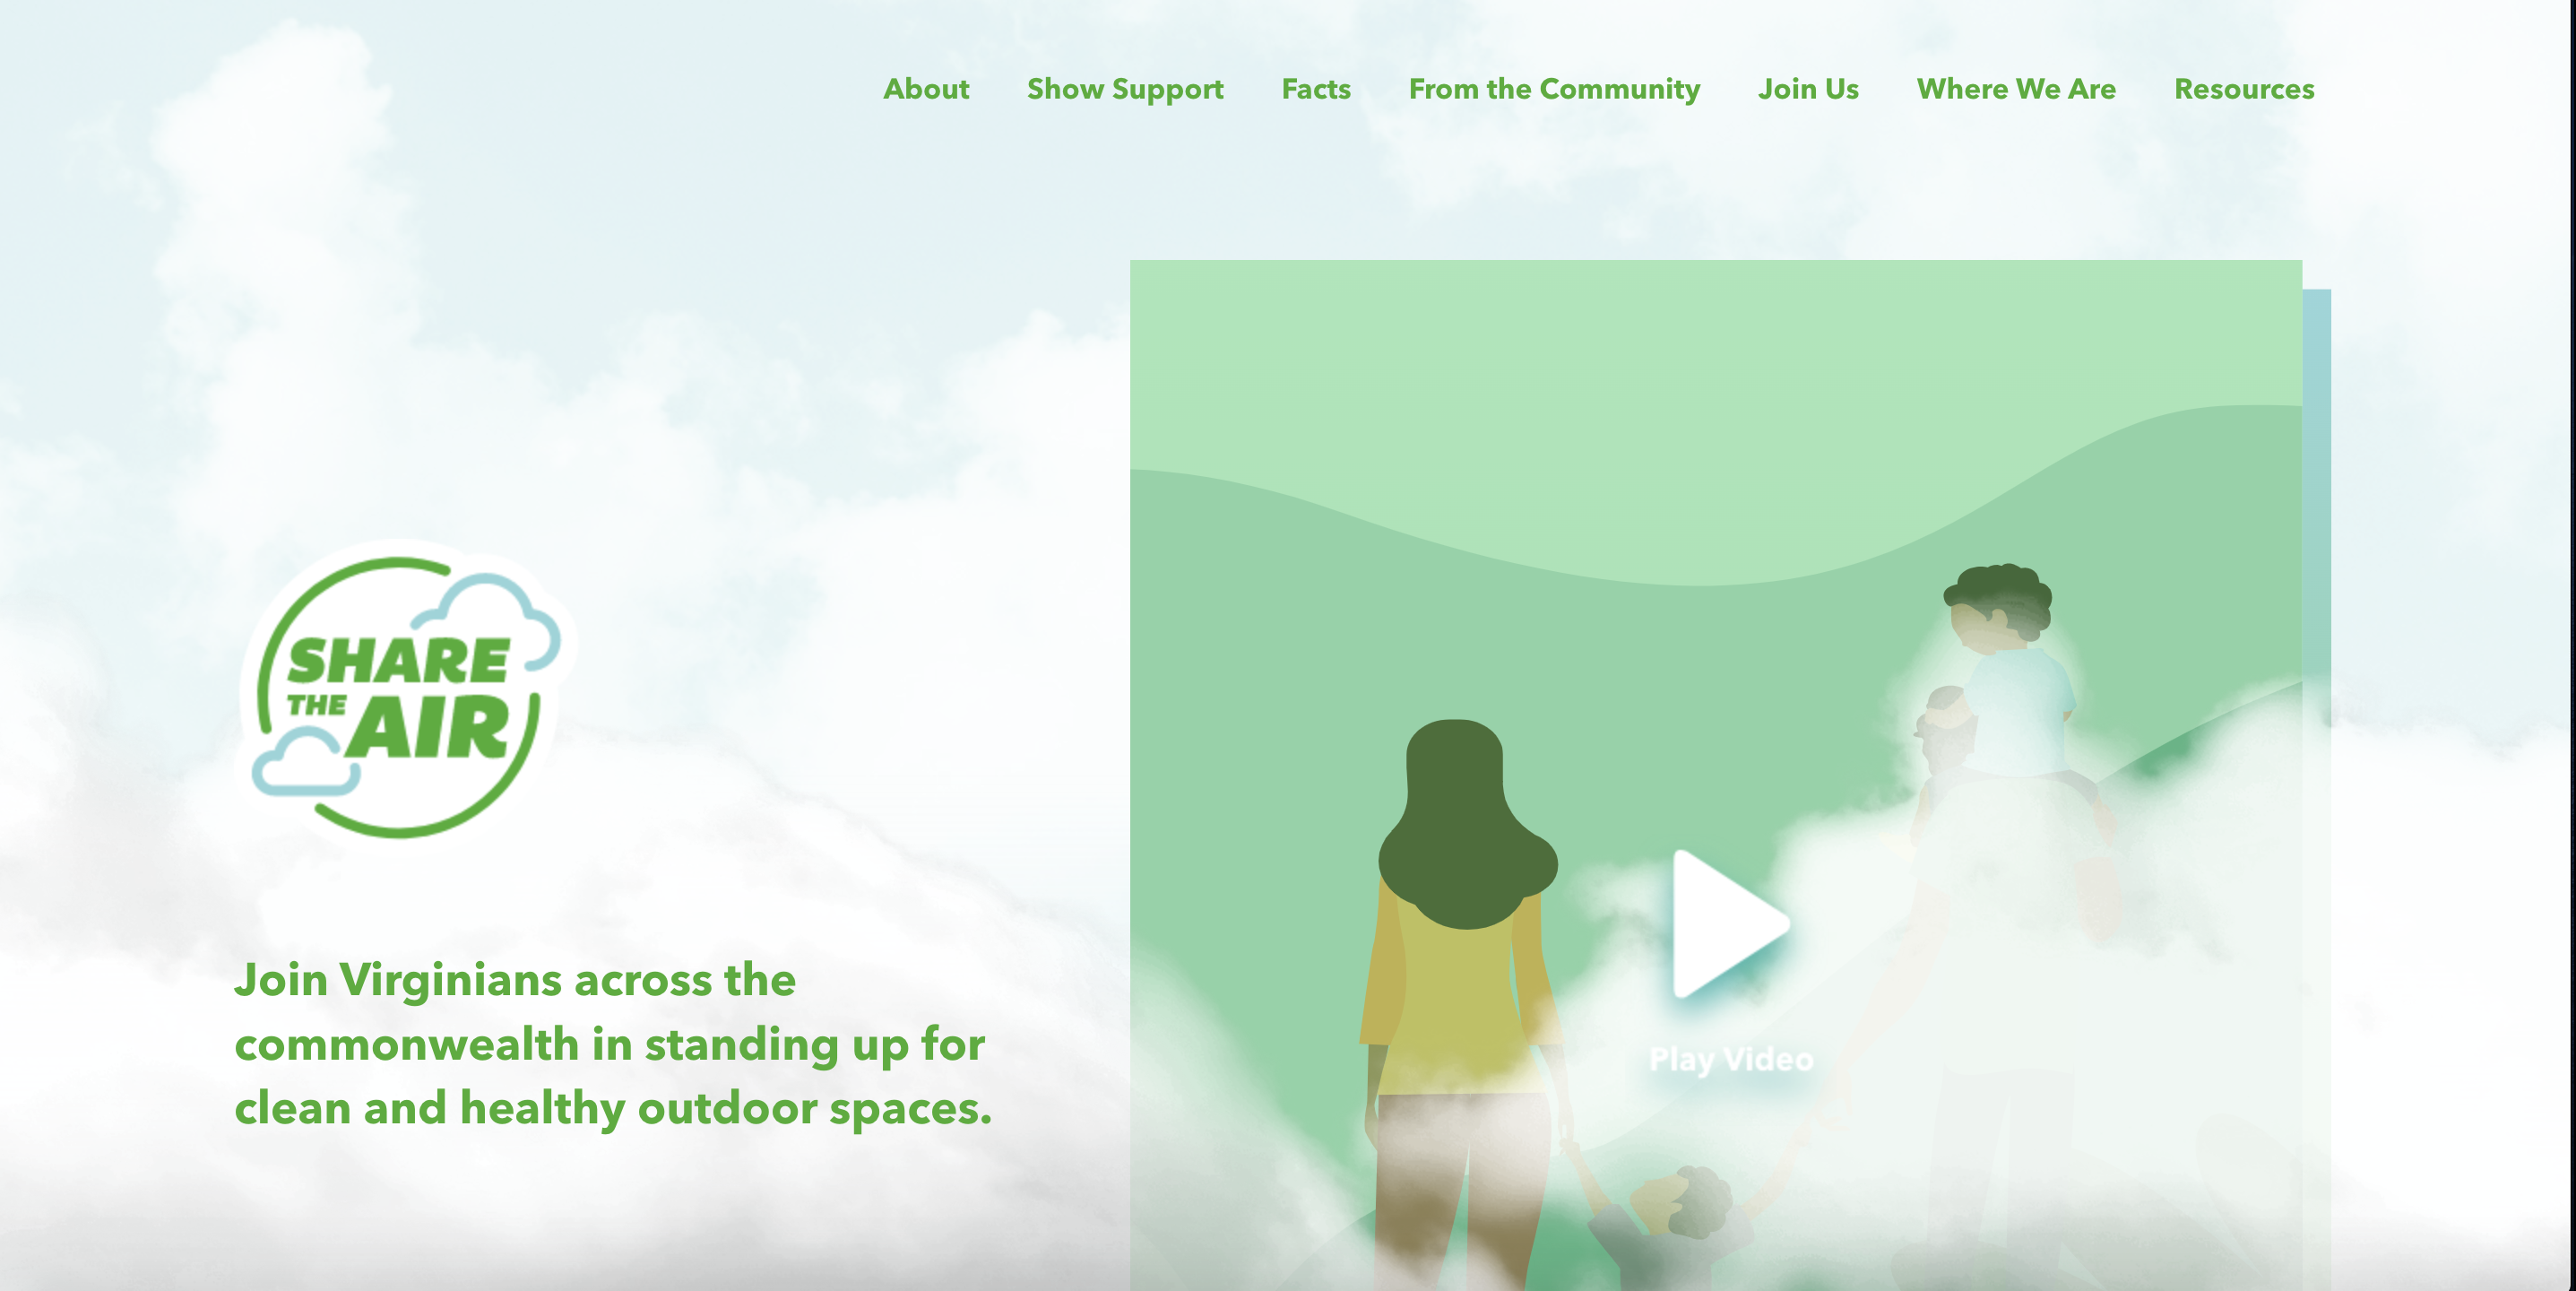 About Show Support Facts From the Community Join Us Where We Are Resources
SHARE
THE AIR
Join Virginians across the
commonwealth in standing up for
clean and healthy outdoor spaces.
Play Video